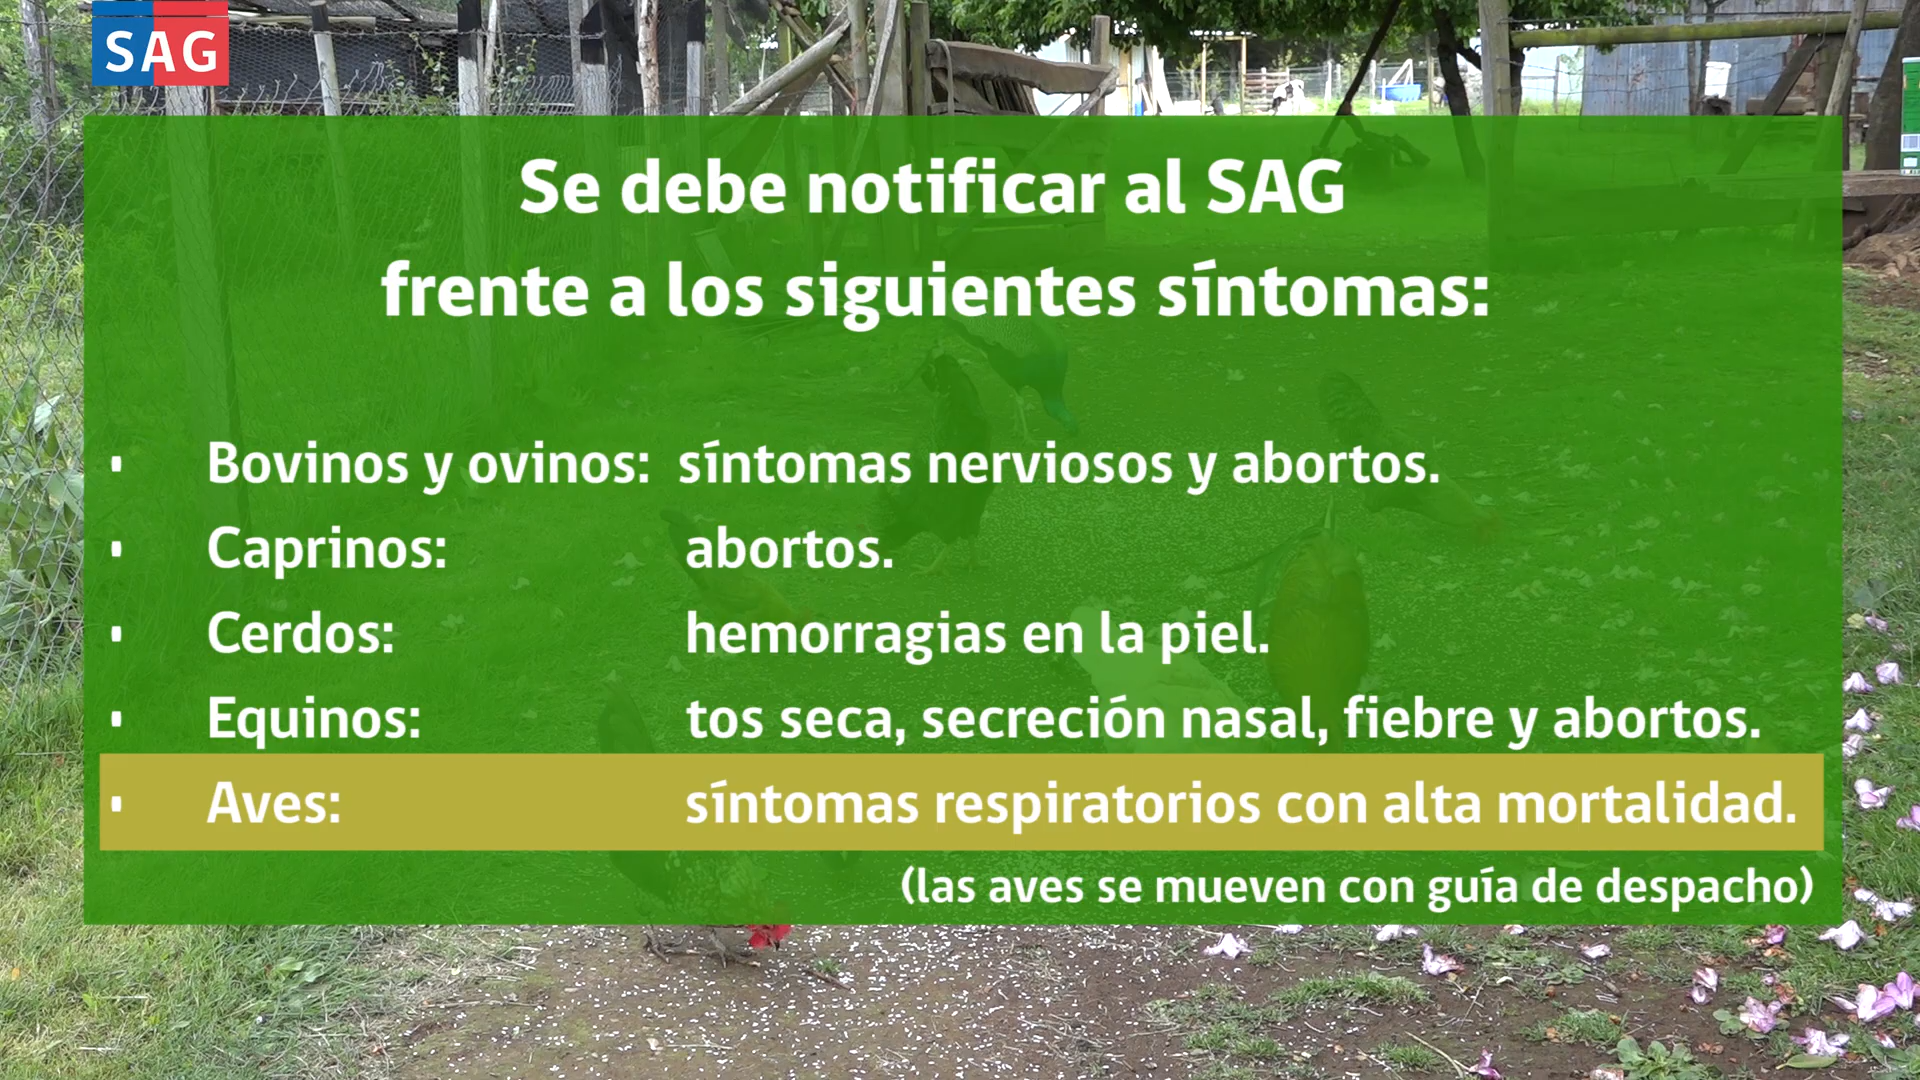 SAG
Se debe notificar al SAG
frente a los siguientes síntomas:
• Bovinos y ovinos: síntomas nerviosos y abortos.
• Caprinos: abortos.
• Cerdos: hemorragias en la piel.
• Equinos: tos seca, secreción nasal, fiebre y abortos.
• Aves: síntomas respiratorios con alta mortalidad.
(las aves se mueven con guía de despacho)